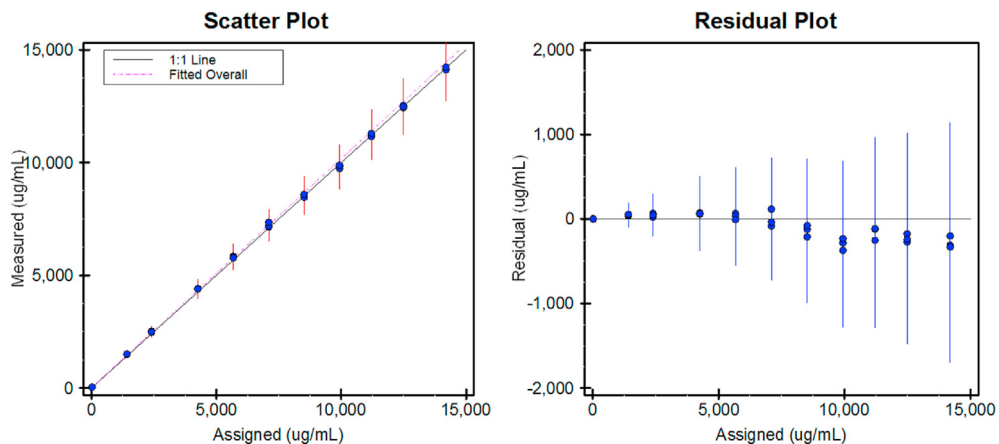 Scatter Plot
15,000
1:1 Line
Fitted Overall
10,000
5,000
0
Measured (ug/mL)
0 5,000 10,000 15,000
Assigned (ug/mL)
Residual Plot
2,000
1,000
0
-1,000
-2,000
Residual (ug/mL)
0 5,000 10,000 15,000
Assigned (ug/mL)